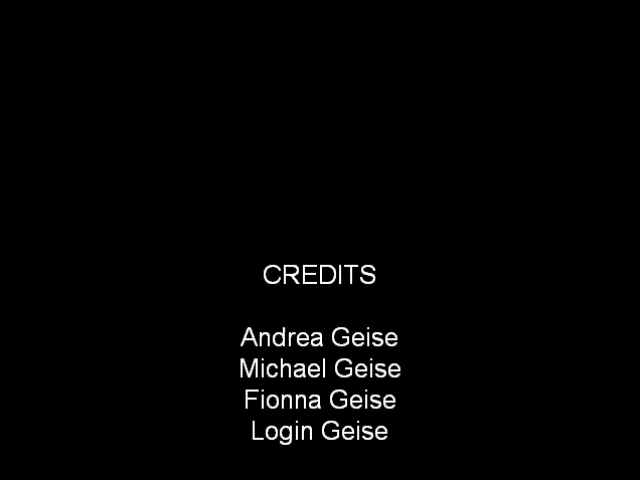 CREDITS
Andrea Geise
Michael Geise
Fionna Geise
Login Geise